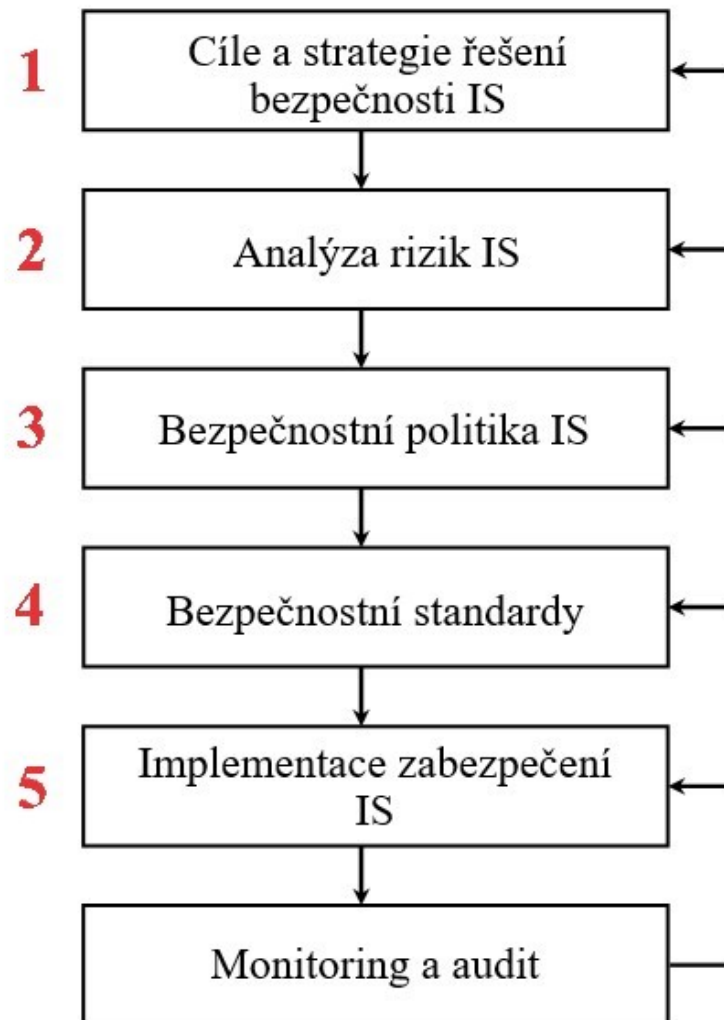 1
Cíle a strategie řešení
bezpečnosti IS
2
Analýza rizik IS
3
Bezpečnostní politika IS
4
Bezpečnostní standardy
5
Implementace zabezpečení
IS
Monitoring a audit